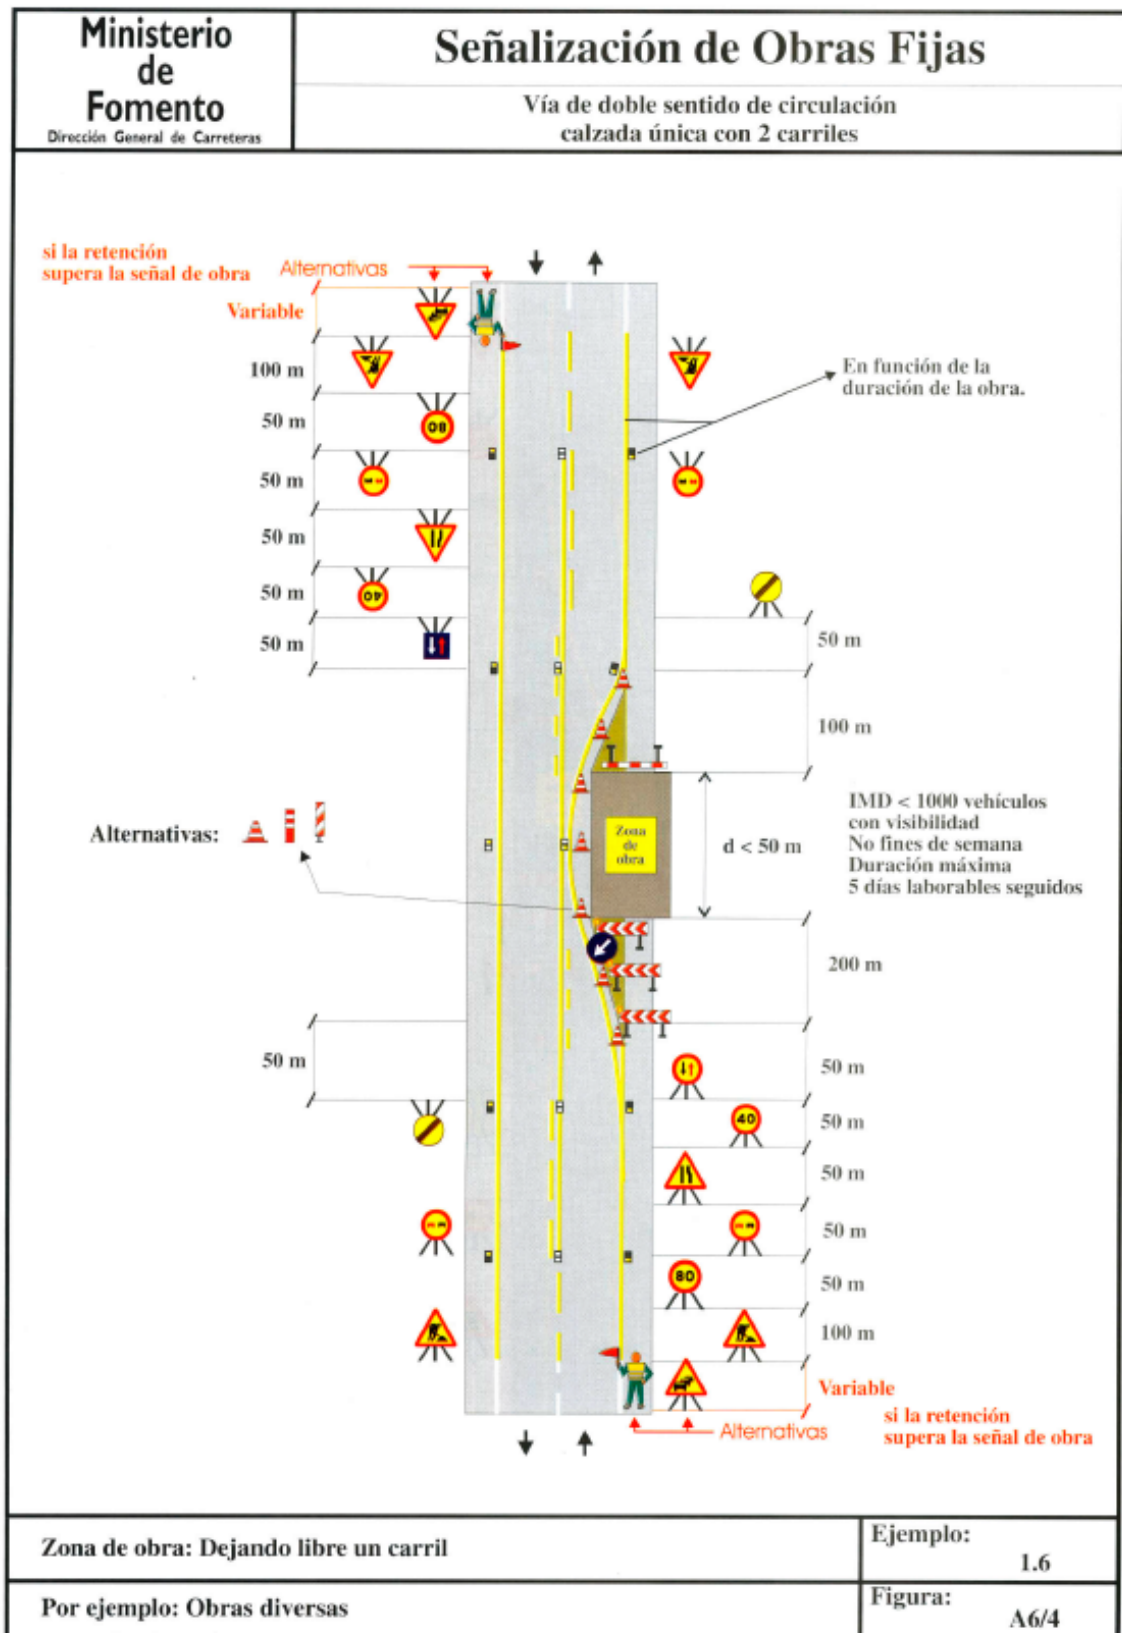 Ministerio
de
Fomento
Dirección General de Carreteras
Señalización de Obras Fijas
Vía de doble sentido de circulación
calzada única con 2 carriles
si la retención
supera la señal de obra
Alternativas
Variable
100 m
80
50 m
50 m
50 m
40
50 m
50 m
En función de la
duración de la obra.
50 m
100 m
Alternativas:
Zona
de
obra
d < 50 m
IMD < 1000 vehículos
con visibilidad
No fines de semana
Duración máxima
5 días laborables seguidos
200 m
50 m
50 m
40
50 m
50 m
50 m
80
50 m
100 m
Variable
Alternativas
si la retención
supera la señal de obra
Zona de obra: Dejando libre un carril
Ejemplo:
1.6
Por ejemplo: Obras diversas
Figura:
A6/4